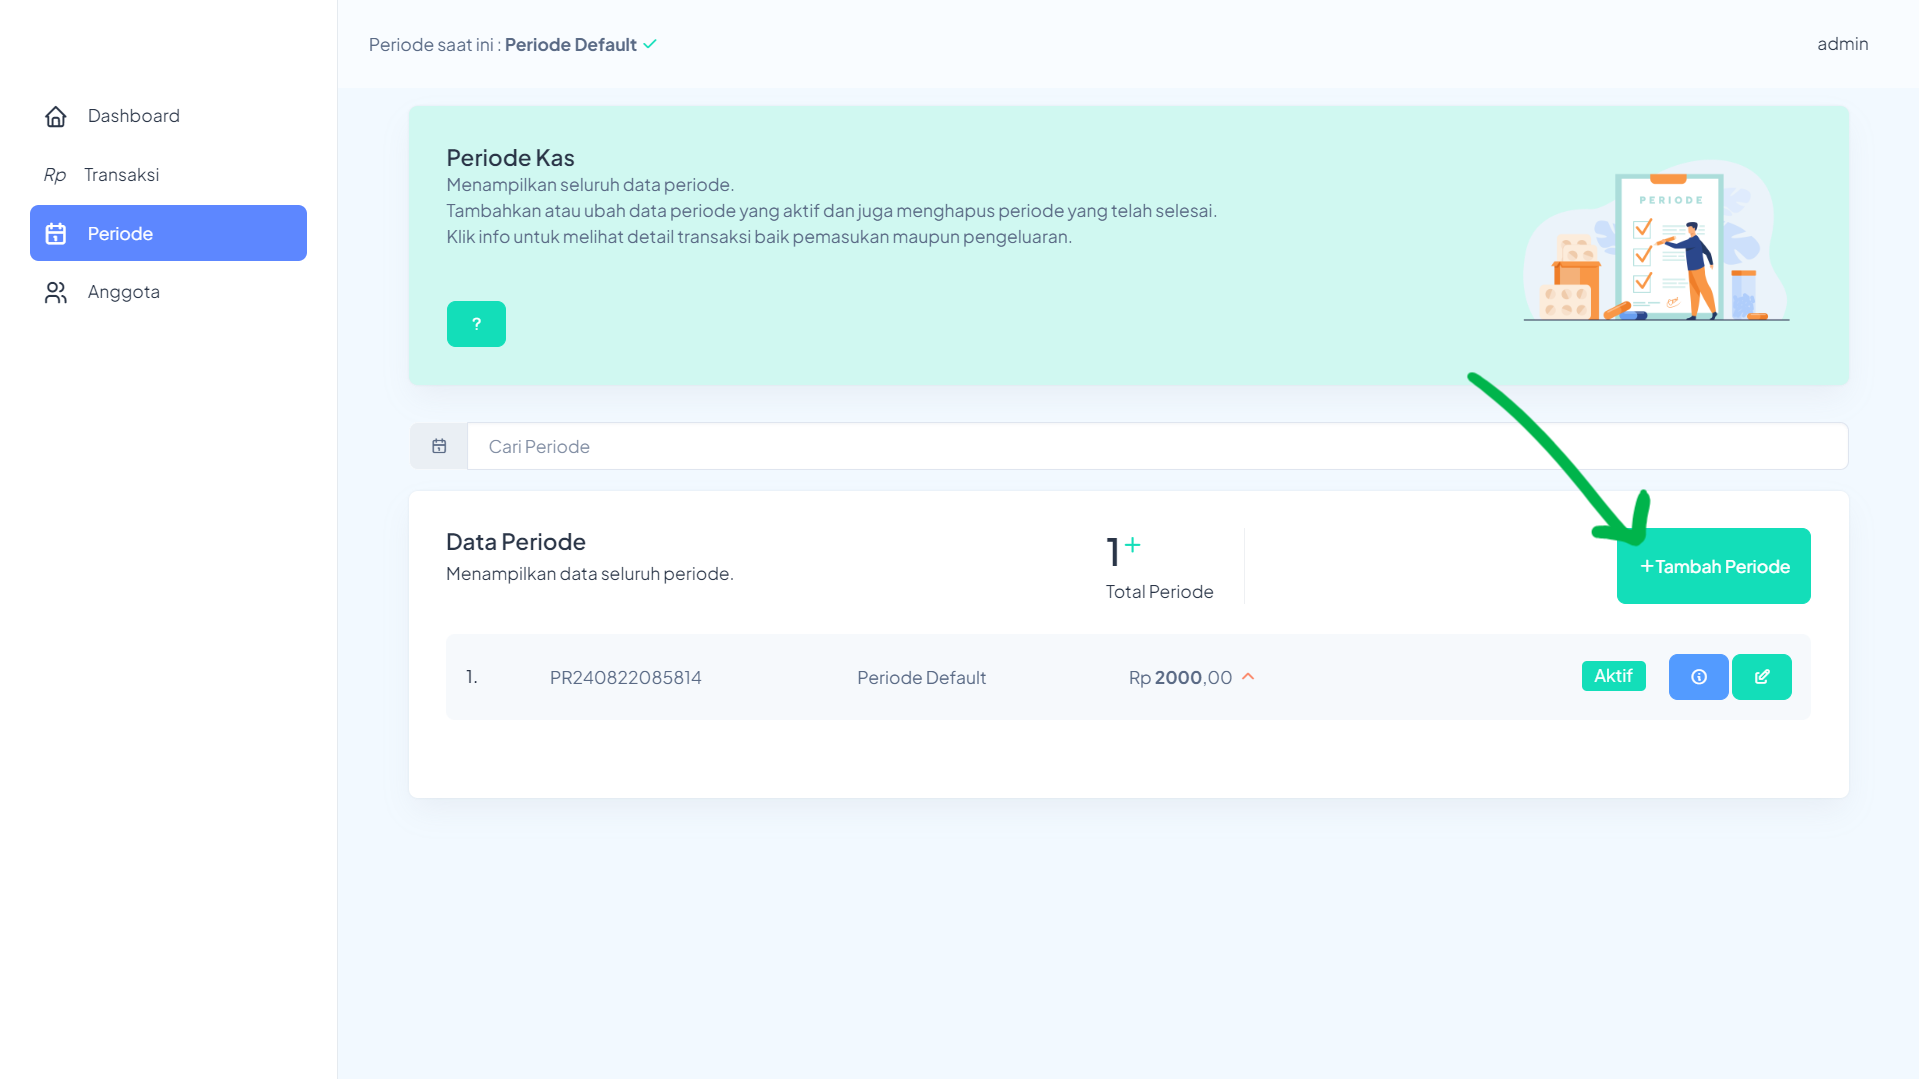 Periode saat ini : Periode Default
admin
Dashboard
Rp Transaksi
Periode
Anggota
Periode Kas
Menampilkan seluruh data periode.
Tambahkan atau ubah data periode yang aktif dan juga menghapus periode yang telah selesai.
Klik info untuk melihat detail transaksi baik pemasukan maupun pengeluaran.
?
PERIODE
Cari Periode
Data Periode
Menampilkan data seluruh periode.
1+
Total Periode
+Tambah Periode
1. PR240822085814 Periode Default Rp 2000,00 Aktif